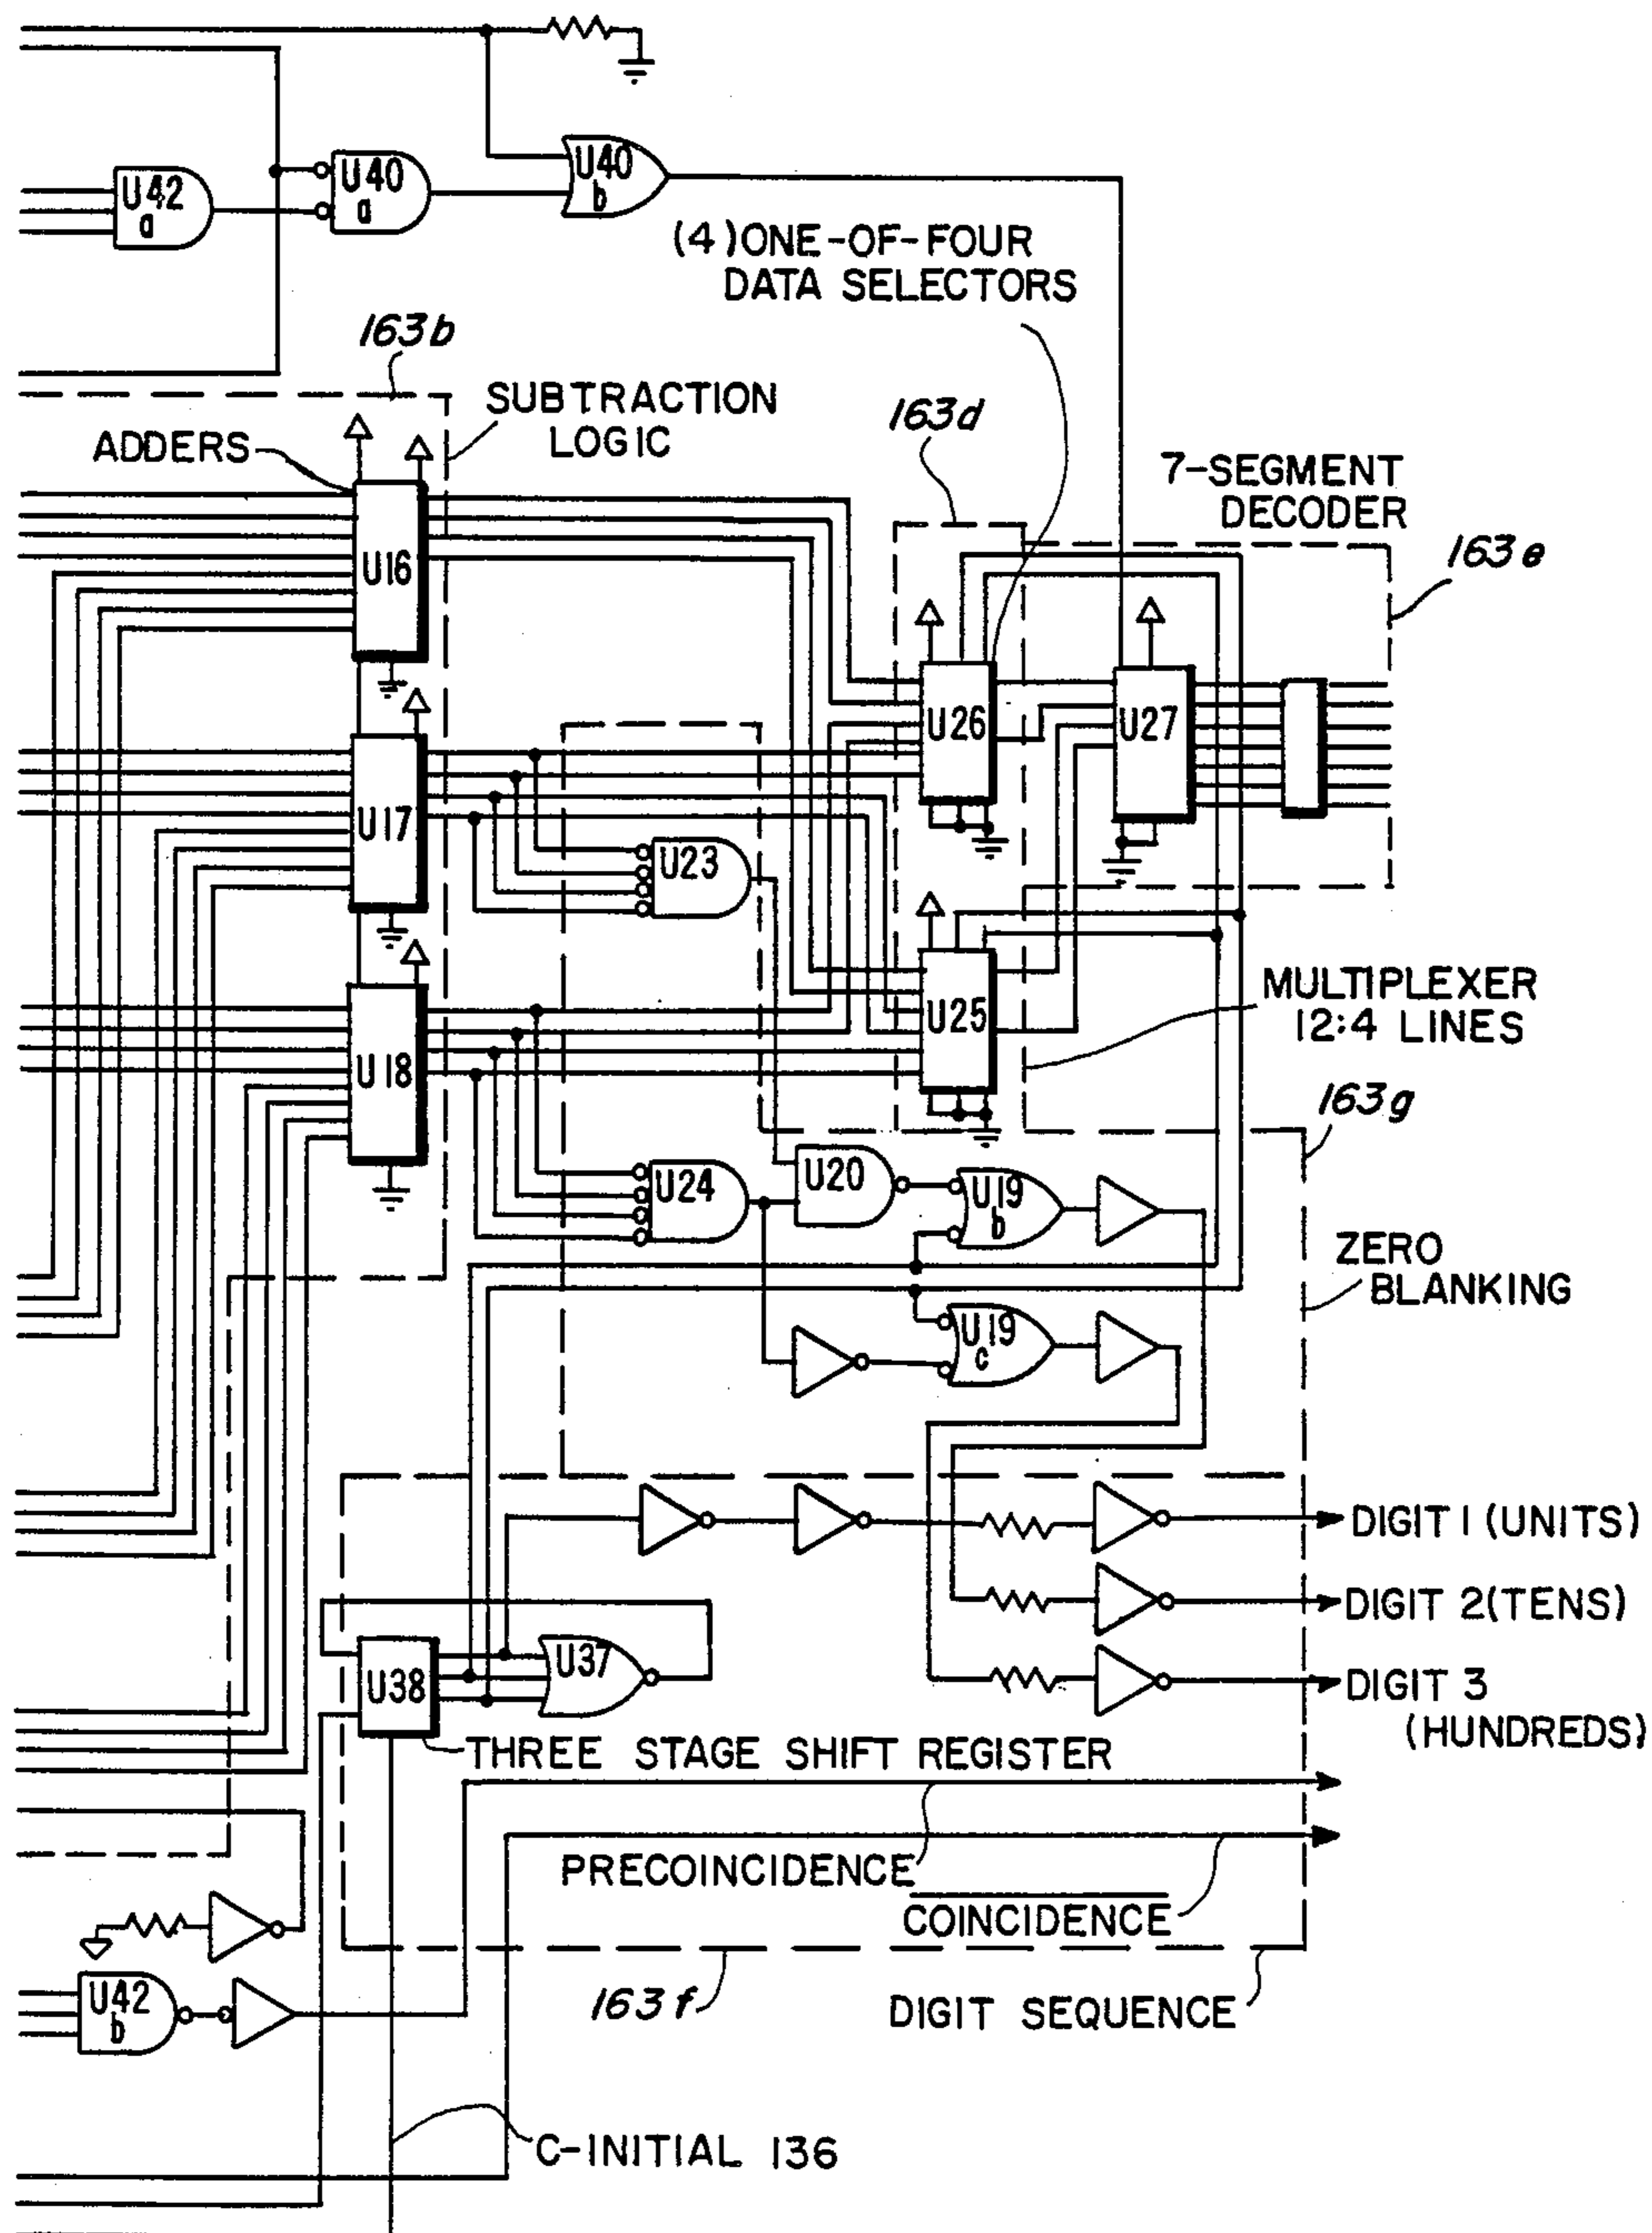 U42
a
U40
a
U40
b
(4)ONE-OF-FOUR
DATA SELECTORS
163b
SUBTRACTION
LOGIC
ADDERS
163d
7-SEGMENT
DECODER
163e
U16
U26
U27
U17
U23
U25
MULTIPLEXER
12:4 LINES
U18
163g
U24
U20
U19
b
ZERO
BLANKING
U19
c
DIGIT 1 (UNITS)
DIGIT 2(TENS)
U38
U37
DIGIT 3
(HUNDREDS)
THREE STAGE SHIFT REGISTER
PRECOINCIDENCE
COINCIDENCE
U42
b
163f
DIGIT SEQUENCE
C-INITIAL 136